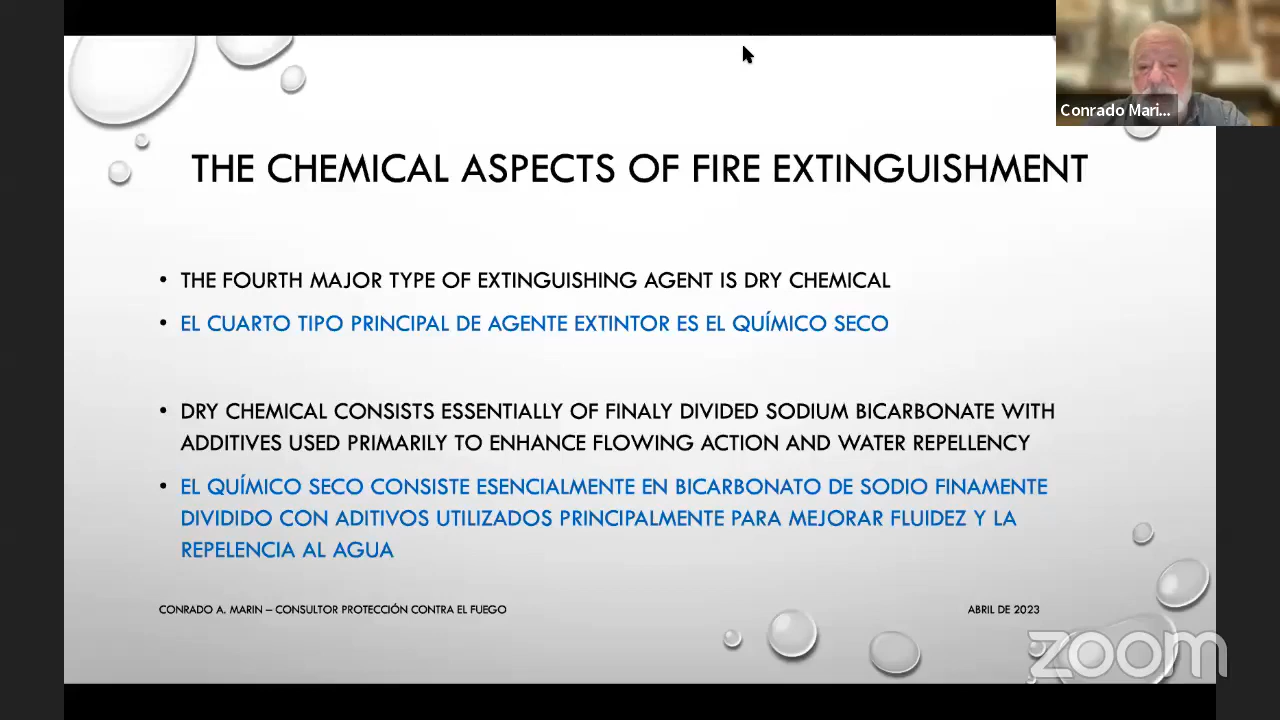 Conrado Mari...
THE CHEMICAL ASPECTS OF FIRE EXTINGUISHMENT
• THE FOURTH MAJOR TYPE OF EXTINGUISHING AGENT IS DRY CHEMICAL
• EL CUARTO TIPO PRINCIPAL DE AGENTE EXTINTOR ES EL QUÍMICO SECO
• DRY CHEMICAL CONSISTS ESSENTIALLY OF FINALY DIVIDED SODIUM BICARBONATE WITH
ADDITIVES USED PRIMARILY TO ENHANCE FLOWING ACTION AND WATER REPELLENCY
• EL QUÍMICO SECO CONSISTE ESENCIALMENTE EN BICARBONATO DE SODIO FINAMENTE
DIVIDIDO CON ADITIVOS UTILIZADOS PRINCIPALMENTE PARA MEJORAR FLUIDEZ Y LA
REPELENCIA AL AGUA
CONRADO A. MARIN – CONSULTOR PROTECCIÓN CONTRA EL FUEGO
ABRIL DE 2023
zoom